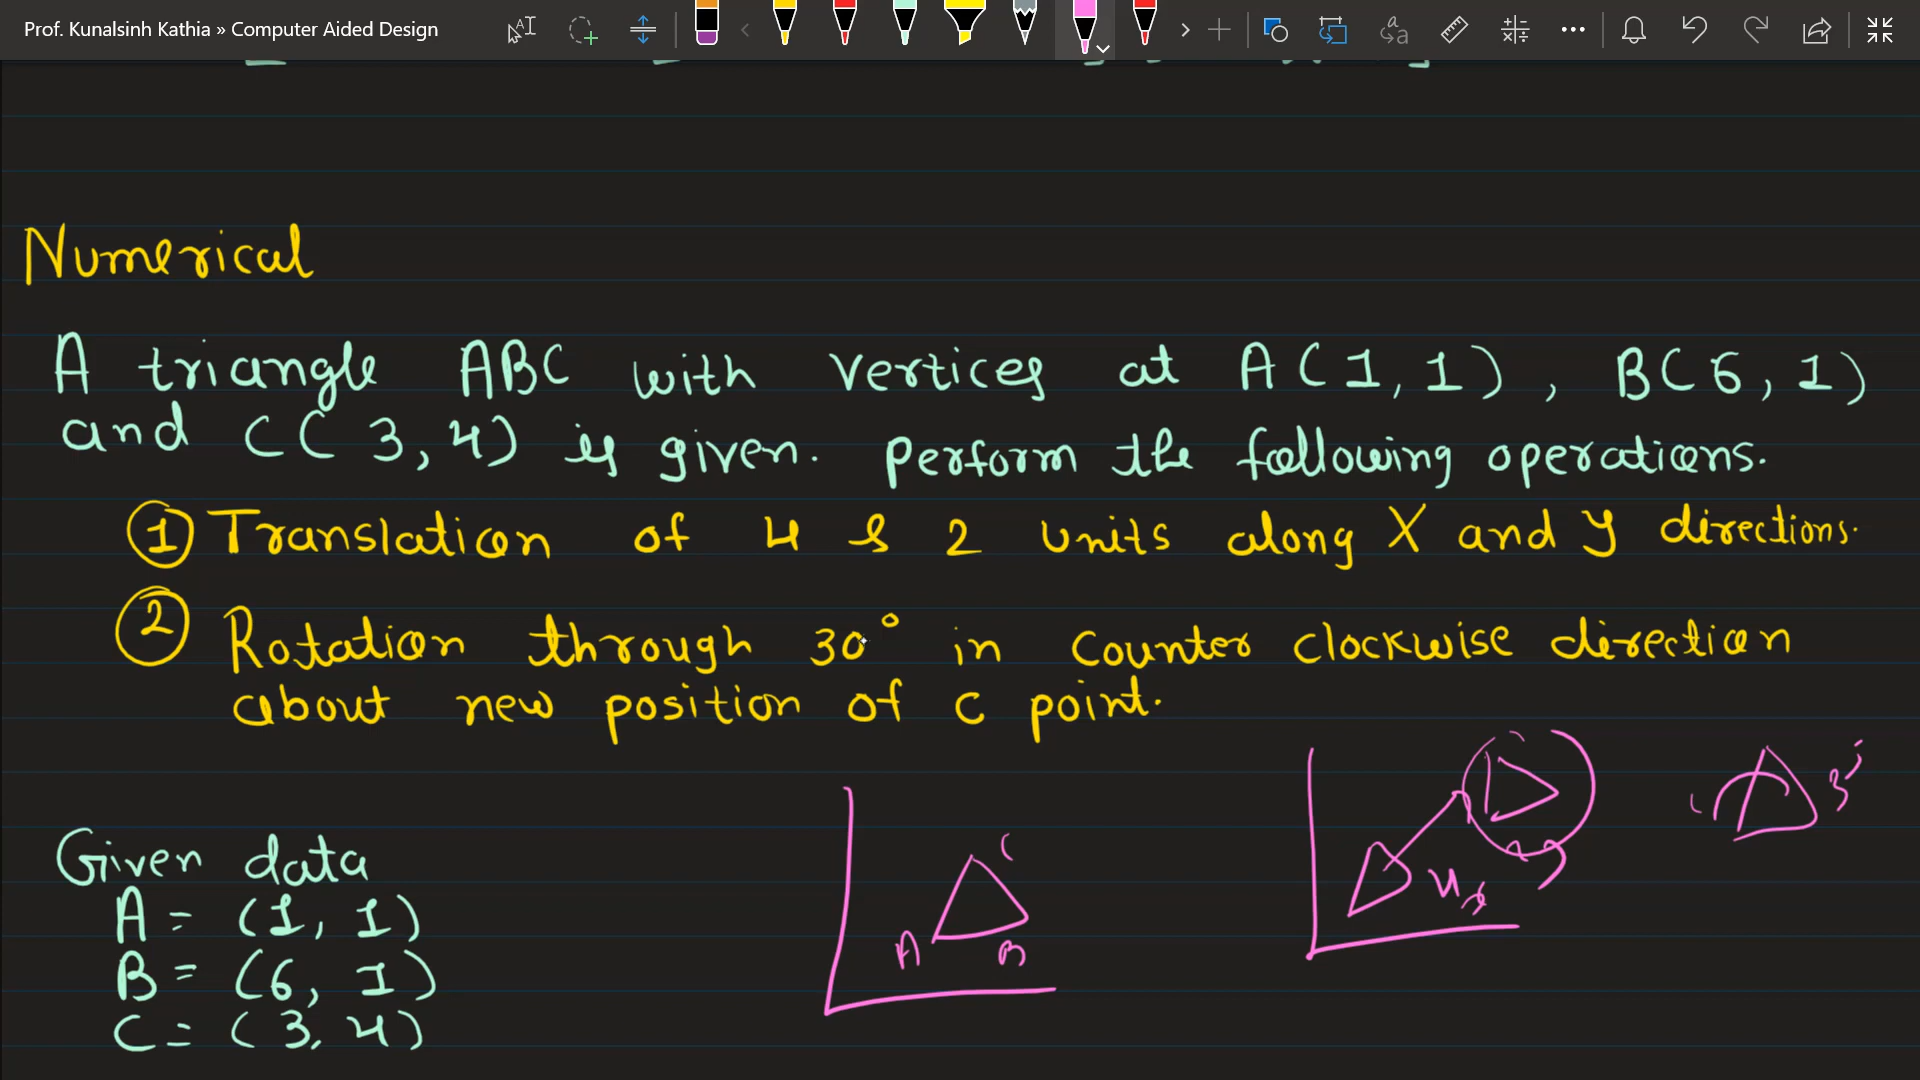 Prof. Kunalsinh Kathia » Computer Aided Design
Numerical
A triangle ABC with vertices at A(1,1), B(6,1)
and C(3,4) is given. Perform the following operations.
① Translation of 4 & 2 units along X and Y directions.
② Rotation through 30° in counter clockwise direction
about new position of C point.
Given data
A = (1, 1)
B = (6, 1)
C = (3, 4)
C
A B